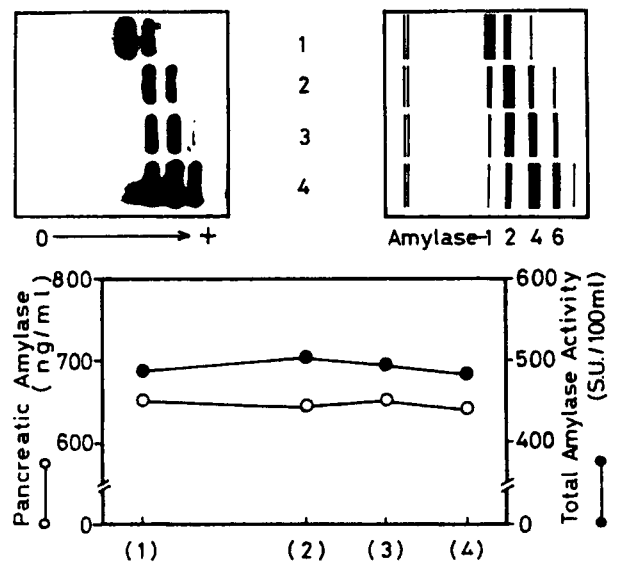 1
2
3
4
0 +
Amylase-1 2 4 6
Pancreatic Amylase
(ng/ml)
800
700
600
0
600
500
400
0
Total Amylase Activity
(S.U./100ml)
(1) (2) (3) (4)